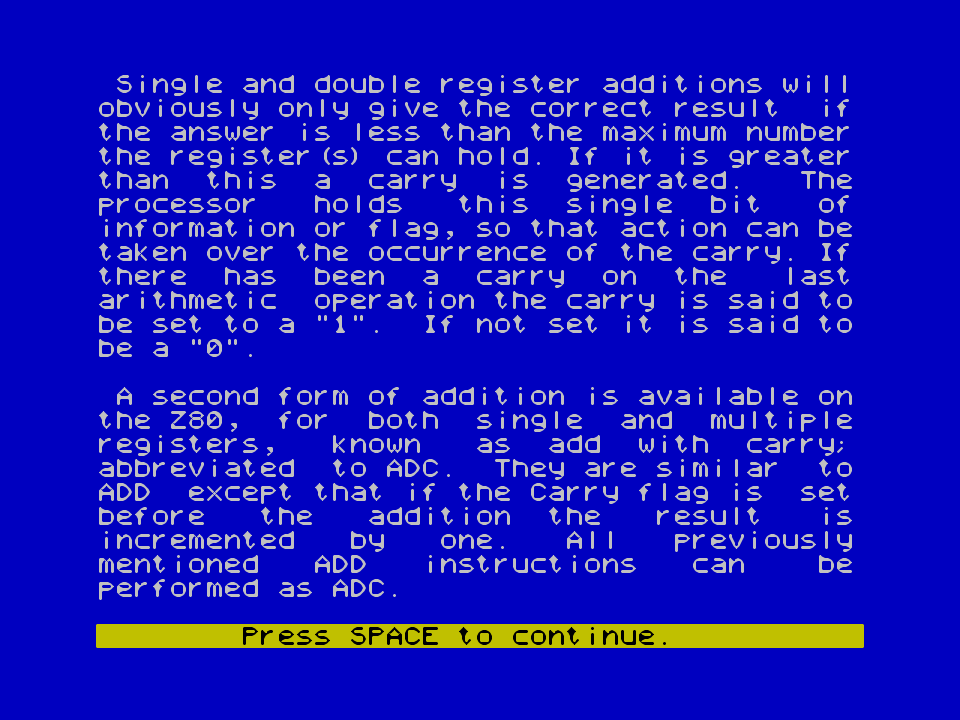 Single and double register additions will
obviously only give the correct result  if
the answer is less than the maximum number
the register(s) can hold. If it is greater
than  this  a  carry  is  generated.   The
processor   holds   this  single  bit   of
information or flag, so that action can be
taken over the occurrence of the carry. If
there  has  been  a  carry  on  the   last
arithmetic  operation the carry is said to
be set to a "1".  If not set it is said to
be a "0".

A second form of addition is available on
the Z80,  for  both  single  and  multiple
registers,   known   as  add  with  carry;
abbreviated  to ADC.  They are similar  to
ADD  except that if the Carry flag is  set
before   the   addition  the   result   is
incremented   by   one.   All   previously
mentioned   ADD   instructions   can    be
performed as ADC.

Press SPACE to continue.